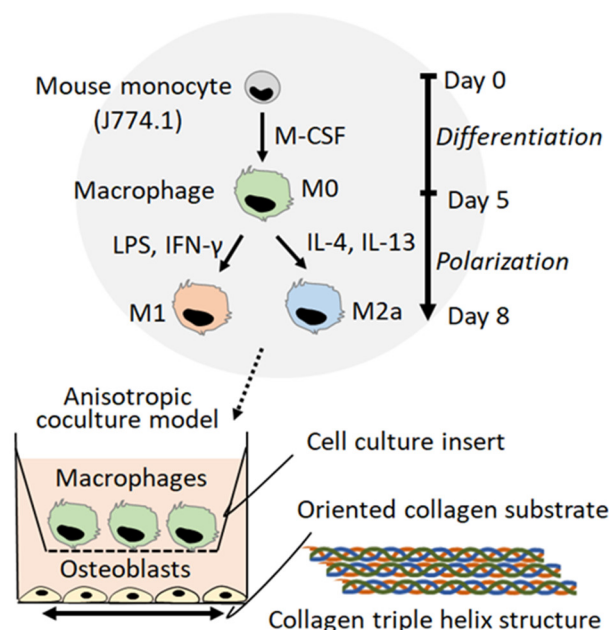 Mouse monocyte
(J774.1)
Day 0
M-CSF
Differentiation
Macrophage
M0
Day 5
LPS, IFN-γ
IL-4, IL-13
Polarization
M1
M2a
Day 8
Anisotropic
coculture model
Cell culture insert
Macrophages
Oriented collagen substrate
Osteoblasts
Collagen triple helix structure